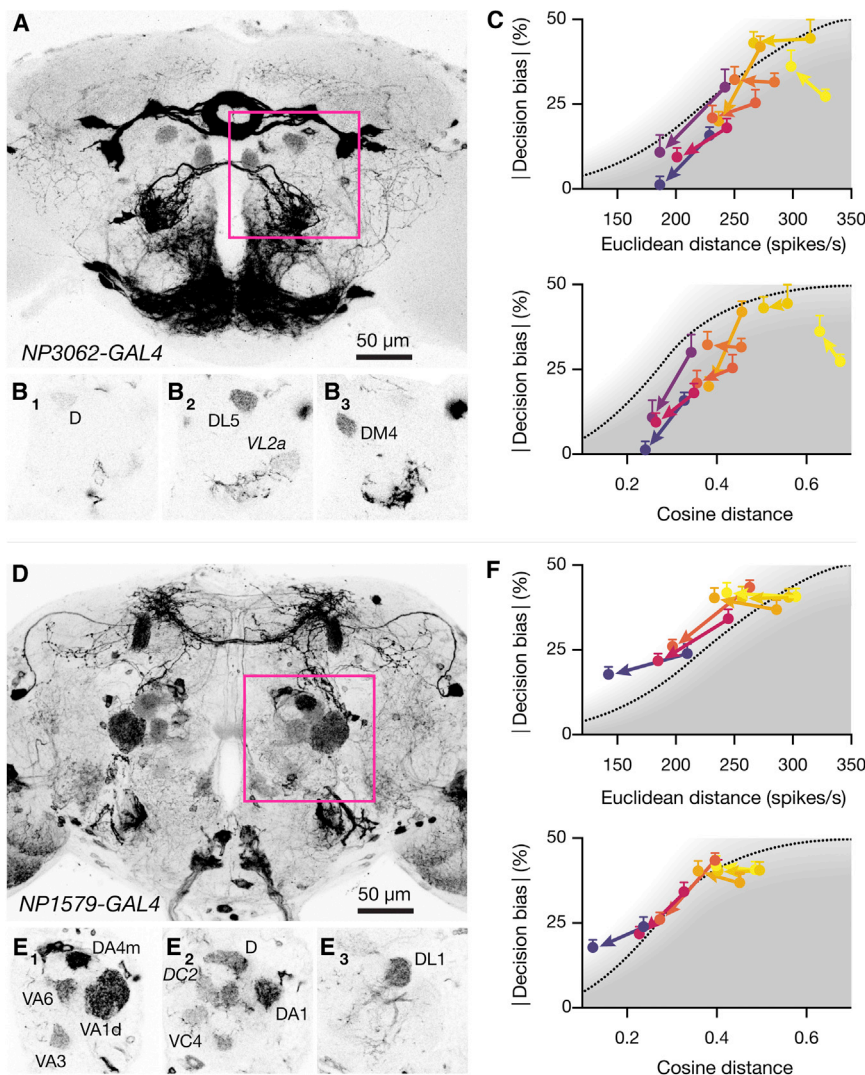 A
NP3062-GAL4
50 µm
B1
D
B2
DL5
VL2a
B3
DM4
C
| Decision bias | (%)
50
25
0
150
200
250
300
350
Euclidean distance (spikes/s)
| Decision bias | (%)
50
25
0
0.2
0.4
0.6
Cosine distance
D
NP1579-GAL4
50 µm
E1
DA4m
VA6
VA1d
VA3
E2
D
DC2
DA1
VC4
E3
DL1
F
| Decision bias | (%)
50
25
0
150
200
250
300
350
Euclidean distance (spikes/s)
| Decision bias | (%)
50
25
0
0.2
0.4
0.6
Cosine distance